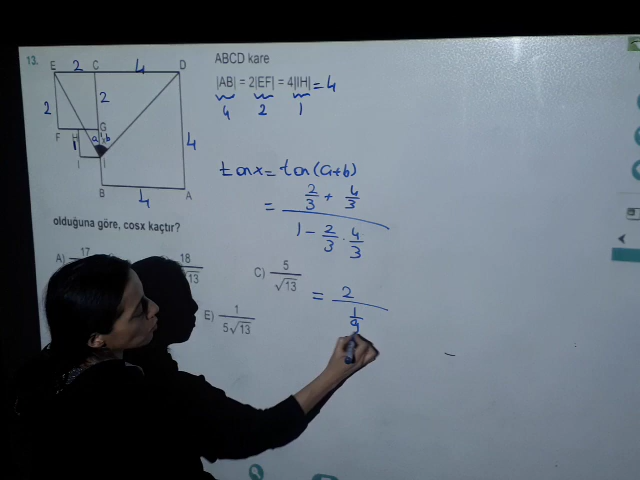 13.
ABCD kare
E 2 C 4 D
|AB| = 2|EF| = 4|IH| = 4
4 2 1
2 2
F H G
1 a x b
4
I
B 4 A
tanx = tan(a+b)
= 2/3 + 4/3
1 - 2/3 . 4/3
olduğuna göre, cosx kaçtır?
A) 17
18
√13
C) 5/√13
= 2
1/9
E) 1/5√13